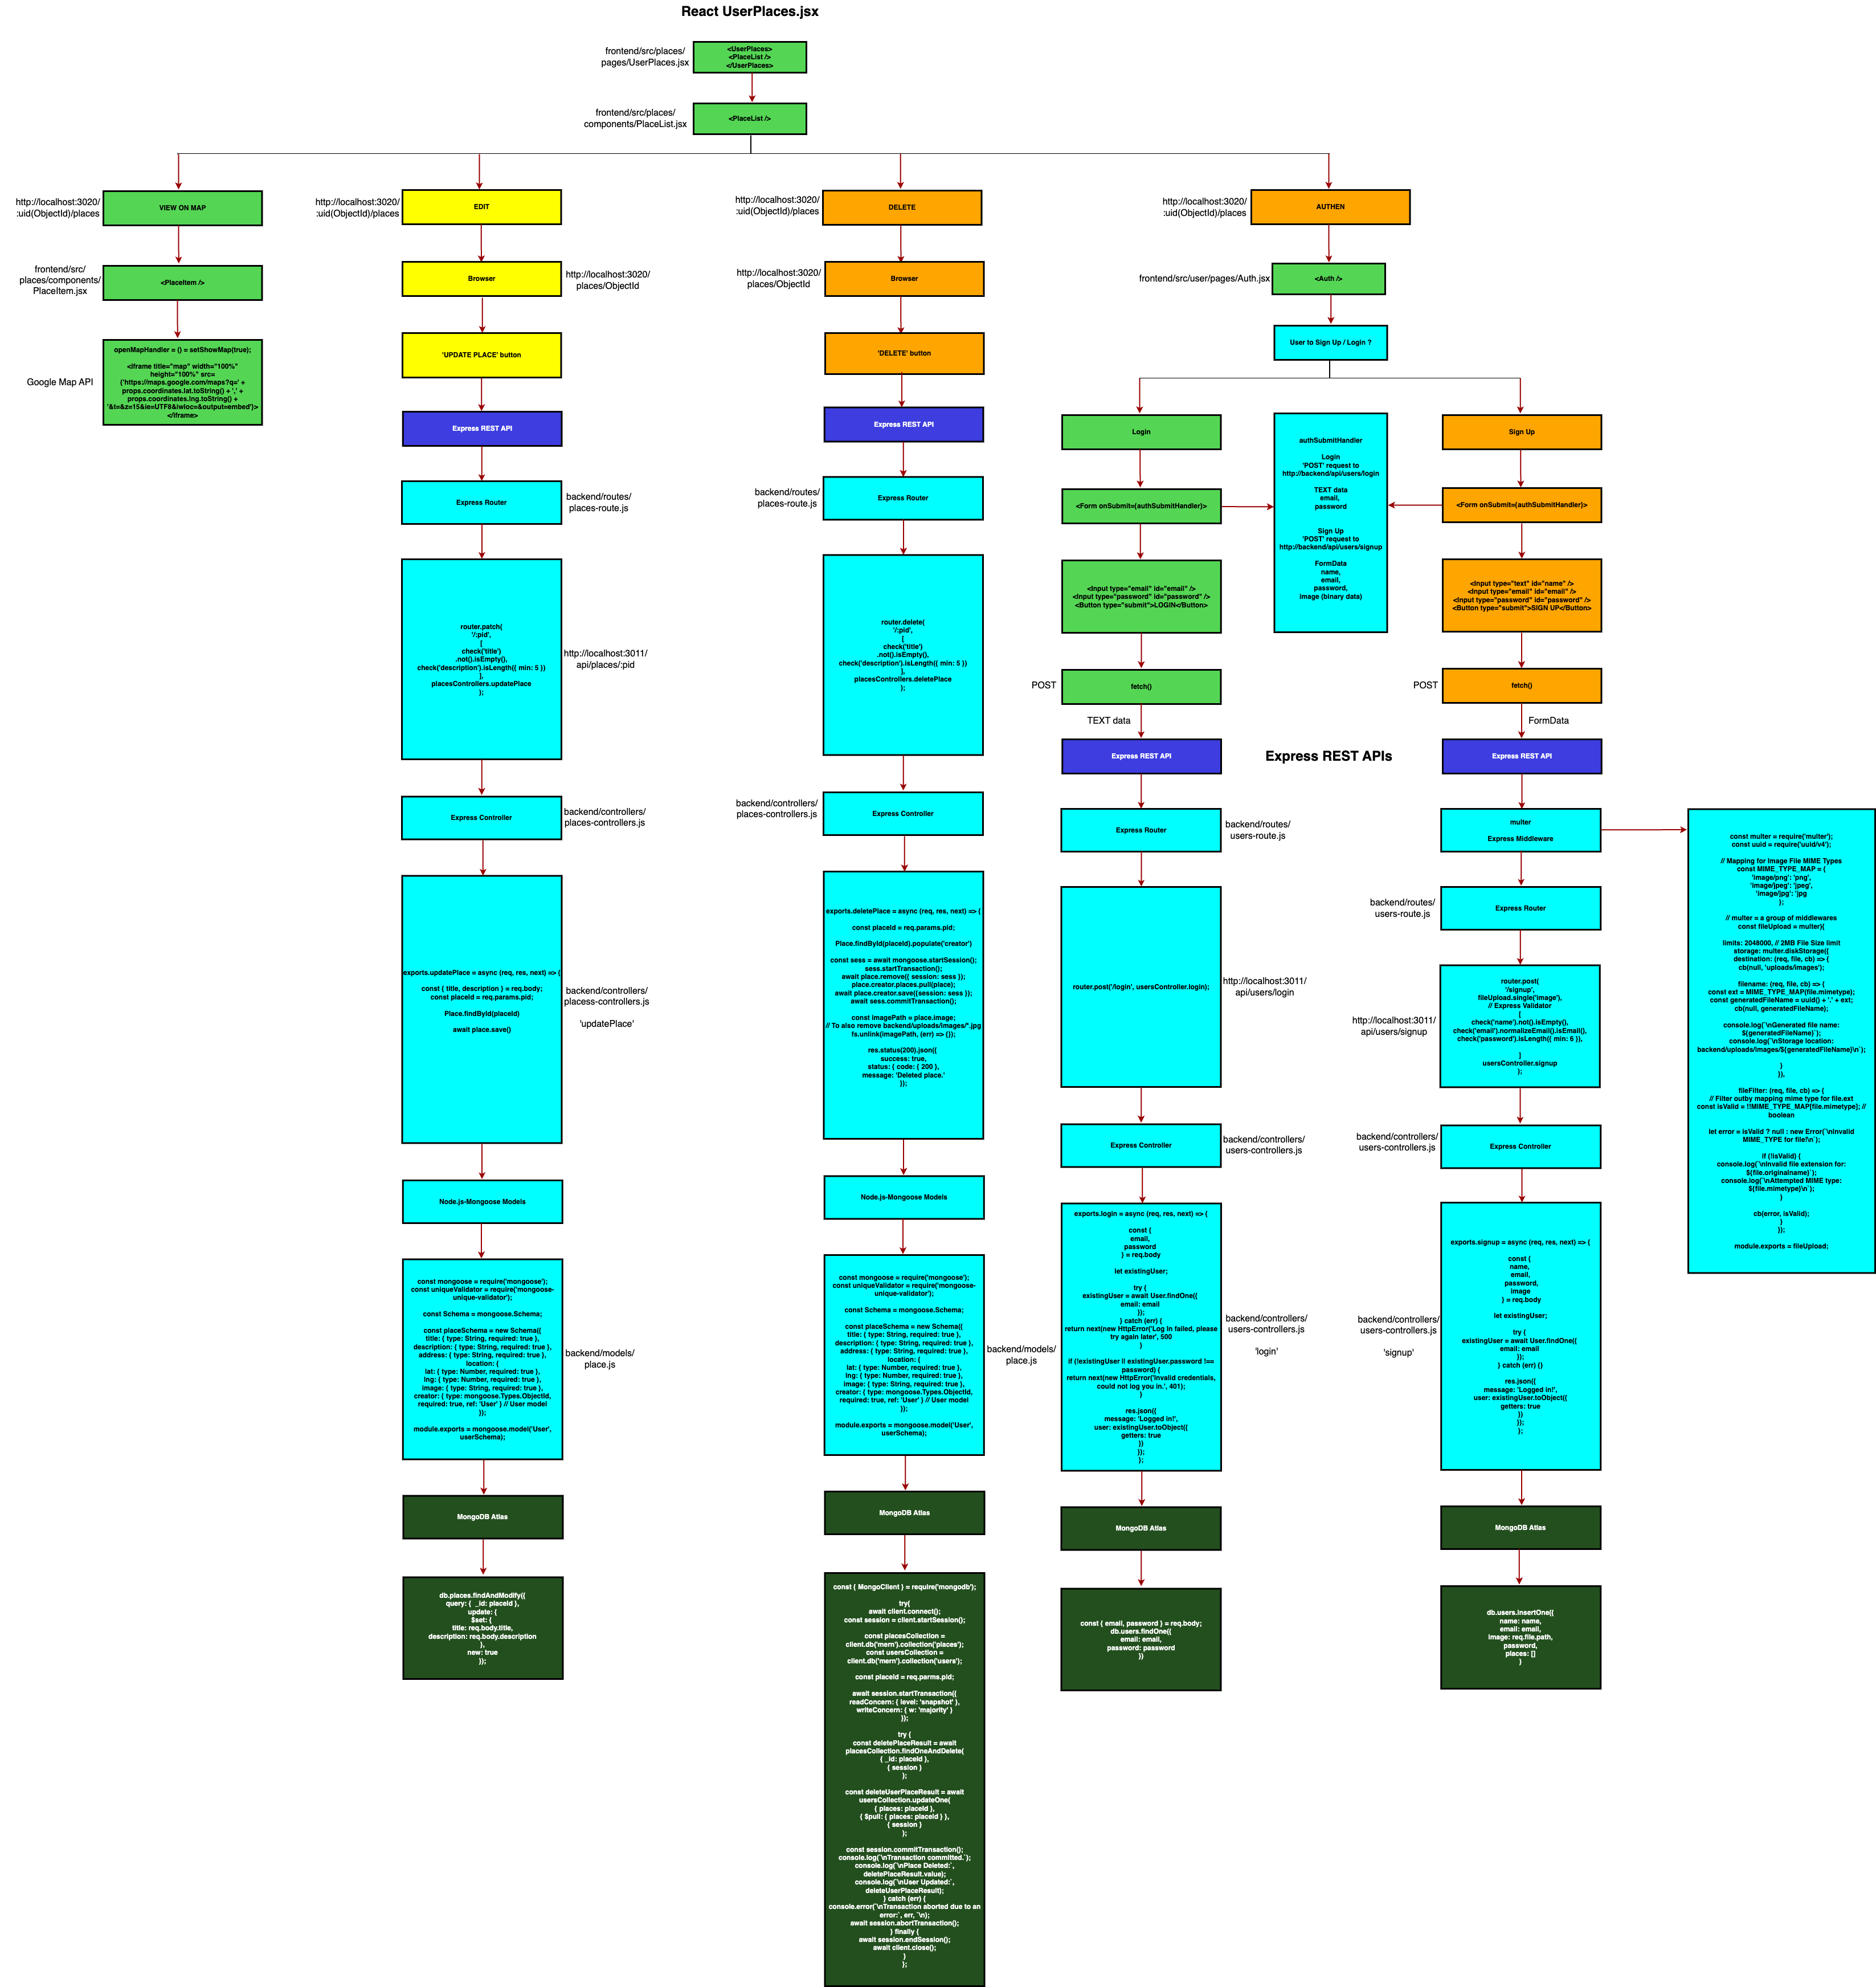 React UserPlaces.jsx
frontend/src/places/
pages/UserPlaces.jsx
<UserPlaces>
<PlaceList />
</UserPlaces>
frontend/src/places/
components/PlaceList.jsx
<PlaceList />
http://localhost:3020/
:uid(ObjectId)/places
VIEW ON MAP
frontend/src/
places/components/
PlaceItem.jsx
<PlaceItem />
Google Map API
openMapHandler = () = setShowMap(true);
<iframe title="map" width="100%"
height="100%" src=
{'https://maps.google.com/maps?q=' +
props.coordinates.lat.toString() + ',' +
props.coordinates.lng.toString() +
'&t=&z=15&ie=UTF8&iwloc=&output=embed'}>
</iframe>
http://localhost:3020/
:uid(ObjectId)/places
EDIT
Browser
http://localhost:3020/
places/ObjectId
'UPDATE PLACE' button
Express REST API
Express Router
backend/routes/
places-route.js
router.patch(
'/:pid',
[
check('title')
.not().isEmpty(),
check('description').isLength({ min: 5 })
],
placesControllers.updatePlace
);
http://localhost:3011/
api/places/:pid
Express Controller
backend/controllers/
places-controllers.js
exports.updatePlace = async (req, res, next) => {
const { title, description } = req.body;
const placeId = req.params.pid;
Place.findById(placeId)
await place.save()
backend/controllers/
placess-controllers.js
'updatePlace'
Node.js-Mongoose Models
const mongoose = require('mongoose');
const uniqueValidator = require('mongoose-
unique-validator');
const Schema = mongoose.Schema;
const placeSchema = new Schema({
title: { type: String, required: true },
description: { type: String, required: true },
address: { type: String, required: true },
location: {
lat: { type: Number, required: true },
lng: { type: Number, required: true },
image: { type: String, required: true },
creator: { type: mongoose.Types.ObjectId,
required: true, ref: 'User' } // User model
});
module.exports = mongoose.model('User',
userSchema);
backend/models/
place.js
MongoDB Atlas
db.places.findAndModify({
query: { _id: placeId },
update: {
$set: {
title: req.body.title,
description: req.body.description
},
new: true
});
http://localhost:3020/
:uid(ObjectId)/places
DELETE
http://localhost:3020/
places/ObjectId
Browser
'DELETE' button
Express REST API
backend/routes/
places-route.js
Express Router
router.delete(
'/:pid',
[
check('title')
.not().isEmpty(),
check('description').isLength({ min: 5 })
],
placesControllers.deletePlace
);
backend/controllers/
places-controllers.js
Express Controller
exports.deletePlace = async (req, res, next) => {
const placeId = req.params.pid;
Place.findById(placeId).populate('creator')
const sess = await mongoose.startSession();
sess.startTransaction();
await place.remove({ session: sess });
place.creator.places.pull(place);
await place.creator.save({session: sess });
await sess.commitTransaction();
const imagePath = place.image;
// To also remove backend/uploads/images/*.jpg
fs.unlink(imagePath, (err) => {});
res.status(200).json({
success: true,
status: { code: { 200 },
message: 'Deleted place.'
});
Node.js-Mongoose Models
const mongoose = require('mongoose');
const uniqueValidator = require('mongoose-
unique-validator');
const Schema = mongoose.Schema;
const placeSchema = new Schema({
title: { type: String, required: true },
description: { type: String, required: true },
address: { type: String, required: true },
location: {
lat: { type: Number, required: true },
lng: { type: Number, required: true },
image: { type: String, required: true },
creator: { type: mongoose.Types.ObjectId,
required: true, ref: 'User' } // User model
});
module.exports = mongoose.model('User',
userSchema);
backend/models/
place.js
MongoDB Atlas
const { MongoClient } = require('mongodb');
try{
await client.connect();
const session = client.startSession();
const placesCollection =
client.db('mern').collection('places');
const usersCollection =
client.db('mern').collection('users');
const placeId = req.parms.pid;
await session.startTransaction({
readConcern: { level: 'snapshot' },
writeConcern: { w: 'majority' }
});
try {
const deletePlaceResult = await
placesCollection.findOneAndDelete(
{ _id: placeId },
{ session }
);
const deleteUserPlaceResult = await
usersCollection.updateOne(
{ places: placeId },
{ $pull: { places: placeId } },
{ session }
);
const session.commitTransaction();
console.log(`\nTransaction committed.`);
console.log(`\nPlace Deleted:`,
deletePlaceResult.value);
console.log(`\nUser Updated:`,
deleteUserPlaceResult);
} catch (err) {
console.error(`\nTransaction aborted due to an
error:`, err, `\n);
await session.abortTransaction();
} finally {
await session.endSession();
await client.close();
}
};
http://localhost:3020/
:uid(ObjectId)/places
AUTHEN
frontend/src/user/pages/Auth.jsx
<Auth />
User to Sign Up / Login ?
Login
<Form onSubmit={authSubmitHandler}>
<Input type="email" id="email" />
<Input type="password" id="password" />
<Button type="submit">LOGIN</Button>
POST
fetch()
TEXT data
Express REST API
Express Router
backend/routes/
users-route.js
router.post('/login', usersController.login);
http://localhost:3011/
api/users/login
Express Controller
backend/controllers/
users-controllers.js
exports.login = async (req, res, next) => {
const {
email,
password
} = req.body
let existingUser;
try {
existingUser = await User.findOne({
email: email
});
} catch (err) {
return next(new HttpError('Log In failed, please
try again later', 500
}
if (!existingUser || existingUser.password !==
password) {
return next(new HttpError('Invalid credentials,
could not log you in.', 401);
}
res.json({
message: 'Logged in!',
user: existingUser.toObject({
getters: true
})
});
};
backend/controllers/
users-controllers.js
'login'
MongoDB Atlas
const { email, password } = req.body;
db.users.findOne({
email: email,
password: password
})
authSubmitHandler
Login
'POST' request to
http://backend/api/users/login
TEXT data
email,
password
Sign Up
'POST' request to
http://backend/api/users/signup
FormData
name,
email,
password,
image (binary data)
Express REST APIs
Sign Up
<Form onSubmit={authSubmitHandler}>
<Input type="text" id="name" />
<Input type="email" id="email" />
<Input type="password" id="password" />
<Button type="submit">SIGN UP</Button>
POST
fetch()
FormData
Express REST API
multer
Express Middleware
backend/routes/
users-route.js
Express Router
http://localhost:3011/
api/users/signup
router.post(
'/signup',
fileUpload.single('image'),
// Express Validator
[
check('name').not().isEmpty(),
check('email').normalizeEmail().isEmail(),
check('password').isLength({ min: 6 }),
]
usersController.signup
);
backend/controllers/
users-controllers.js
Express Controller
exports.signup = async (req, res, next) => {
const {
name,
email,
password,
image
} = req.body
let existingUser;
try {
existingUser = await User.findOne({
email: email
});
} catch (err) {}
res.json({
message: 'Logged in!',
user: existingUser.toObject({
getters: true
})
});
};
backend/controllers/
users-controllers.js
'signup'
MongoDB Atlas
db.users.insertOne({
name: name,
email: email,
image: req.file.path,
password,
places: []
}
const multer = require('multer');
const uuid = require('uuid/v4');
// Mapping for Image File MIME Types
const MIME_TYPE_MAP = {
'image/png': 'png',
'image/jpeg': 'jpeg',
'image/jpg': 'jpg
};
// multer = a group of middlewares
const fileUpload = multer){
limits: 2048000, // 2MB File Size limit
storage: multer.diskStorage({
destination: (req, file, cb) => {
cb(null, 'uploads/images');
filename: (req, file, cb) => {
const ext = MIME_TYPE_MAP(file.mimetype);
const generatedFileName = uuid() + '.' + ext;
cb(null, generatedFileName);
console.log(`\nGenerated file name:
${generatedFileName}`);
console.log(`\nStorage location:
backend/uploads/images/${generatedFileName}\n`);
}
}),
fileFilter: (req, file, cb) => {
// Filter outby mapping mime type for file.ext
const isValid = !!MIME_TYPE_MAP[file.mimetype]; //
boolean
let error = isValid ? null : new Error(`\nInvalid
MIME_TYPE for file!\n`);
if (!isValid) {
console.log(`\nInvalid file extension for:
${file.originalname}`);
console.log(`\nAttempted MIME type:
${file.mimetype}\n`);
}
cb(error, isValid);
}
});
module.exports = fileUpload;